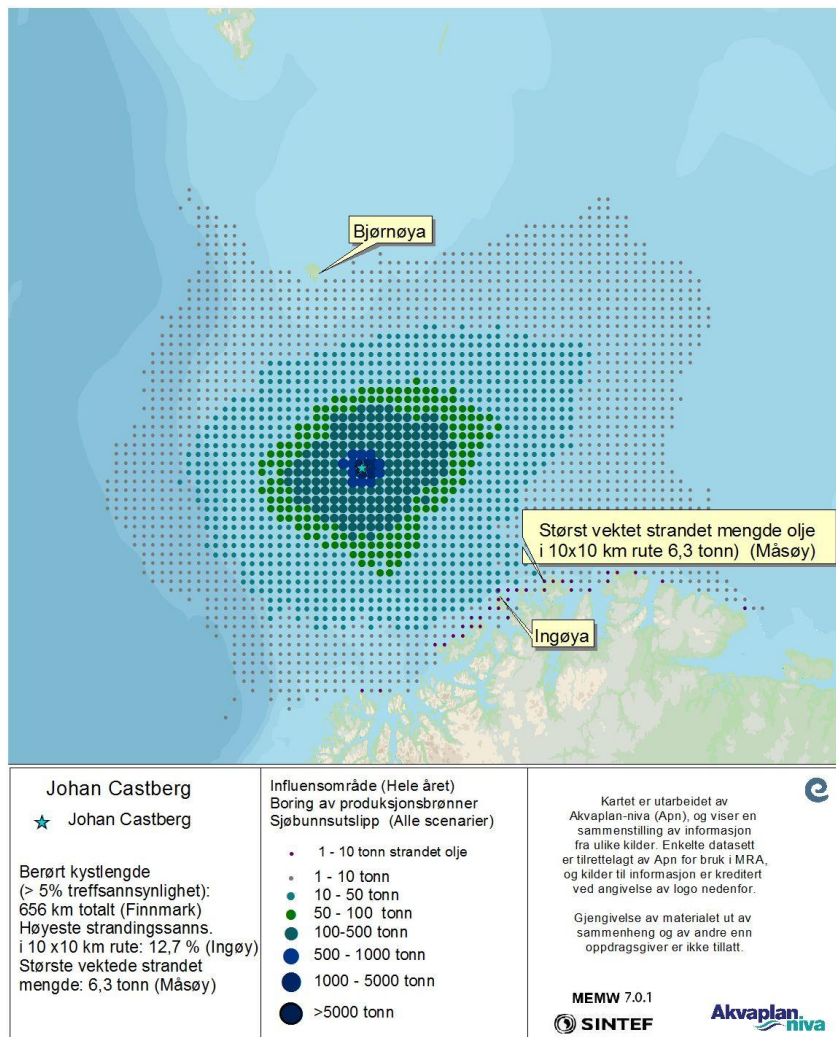 Bjørnøya
Størst vektet strandet mengde olje
i 10x10 km rute 6,3 tonn)  (Måsøy)
Ingøya
Johan Castberg
Johan Castberg
Berørt kystlengde
(> 5% treffsannsynlighet):
656 km totalt (Finnmark)
Høyeste strandingssanns.
i 10 x10 km rute: 12,7 % (Ingøy)
Største vektede strandet
mengde: 6,3 tonn (Måsøy)
Influensområde (Hele året)
Boring av produksjonsbrønner
Sjøbunnsutslipp  (Alle scenarier)
1 - 10 tonn strandet olje
1 - 10 tonn
10 - 50 tonn
50 - 100  tonn
100-500 tonn
500 - 1000 tonn
1000 - 5000 tonn
>5000 tonn
Kartet er utarbeidet av
Akvaplan-niva (Apn), og viser en
sammenstilling av informasjon
fra ulike kilder. Enkelte datasett
er tilrettelagt av Apn for bruk i MRA,
og kilder til informasjon er kreditert
ved angivelse av logo nedenfor.
Gjengivelse av materialet ut av
sammenheng og av andre enn
oppdragsgiver er ikke tillatt.
MEMW 7.0.1
SINTEF
Akvaplan
niva